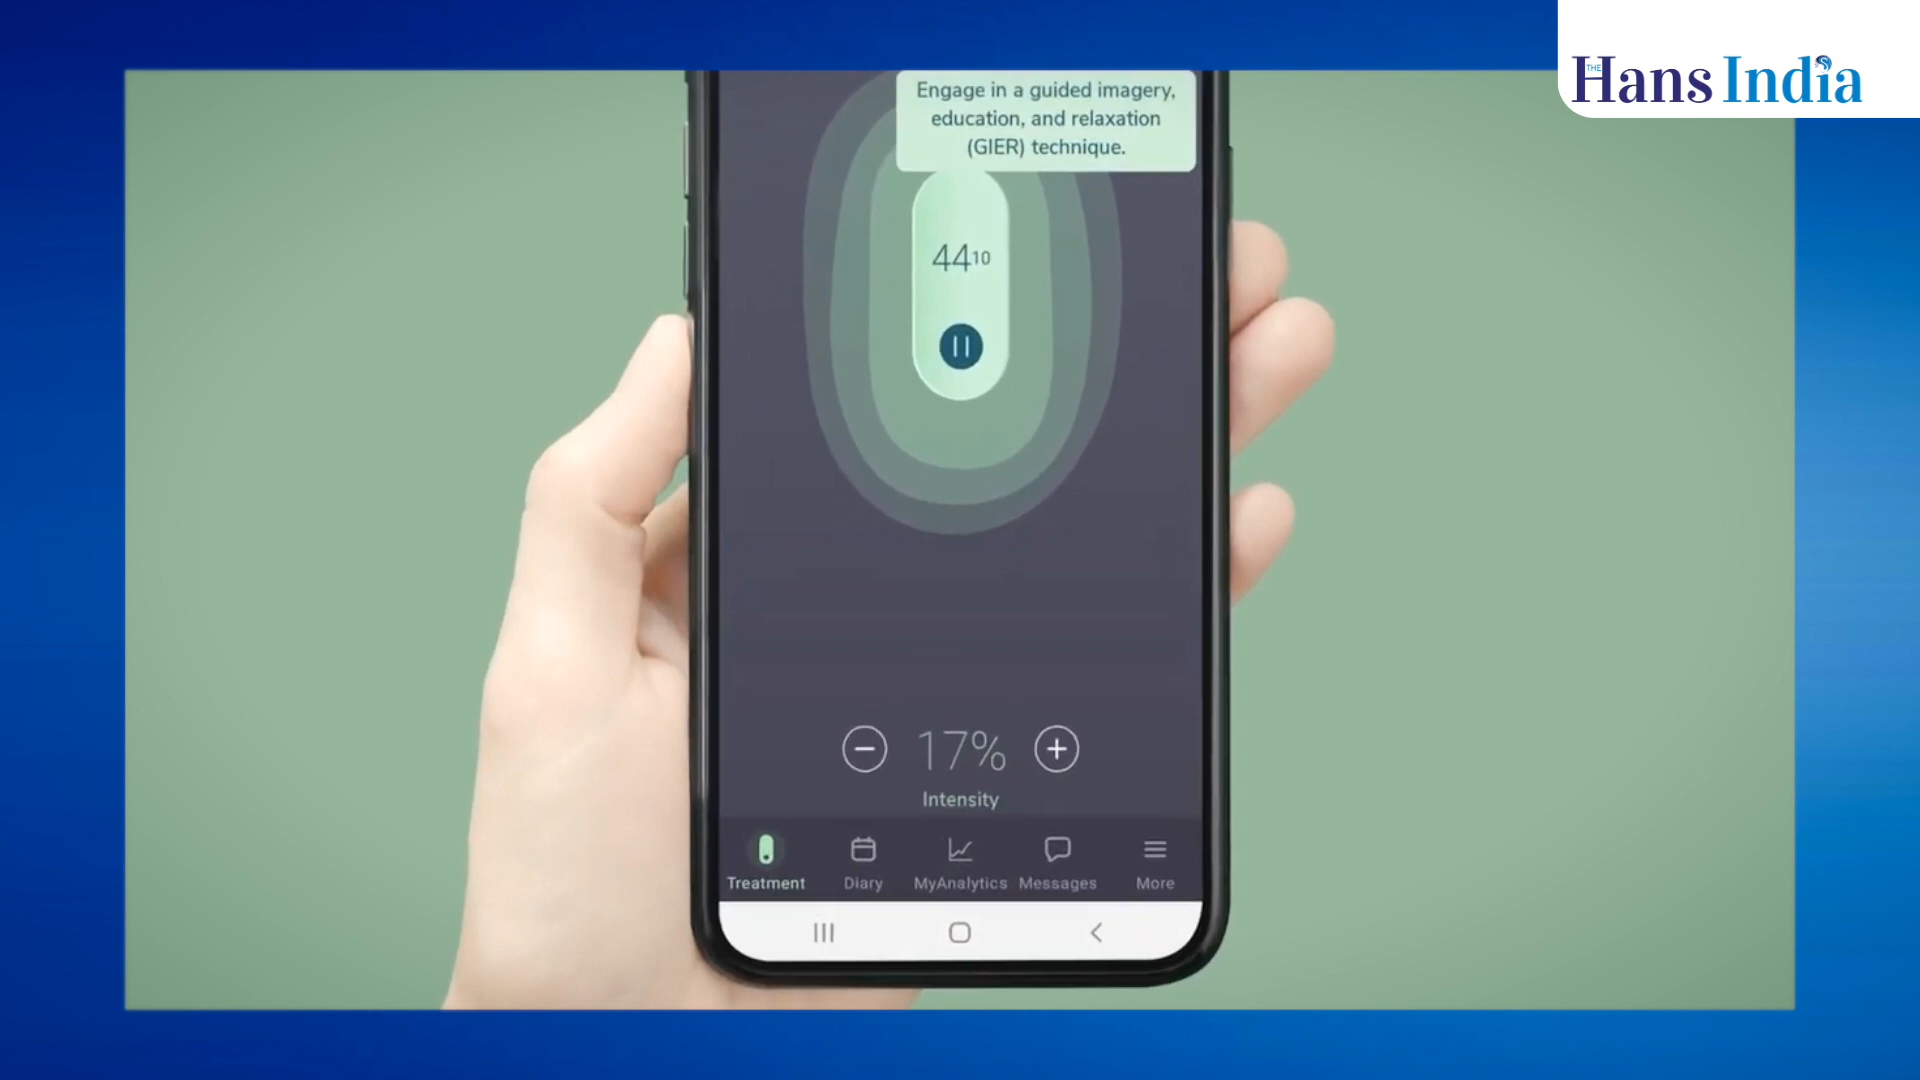 THE Hans India
Engage in a guided imagery,
education, and relaxation
(GIER) technique.
44 10
17%
Intensity
Treatment
Diary
MyAnalytics
Messages
More